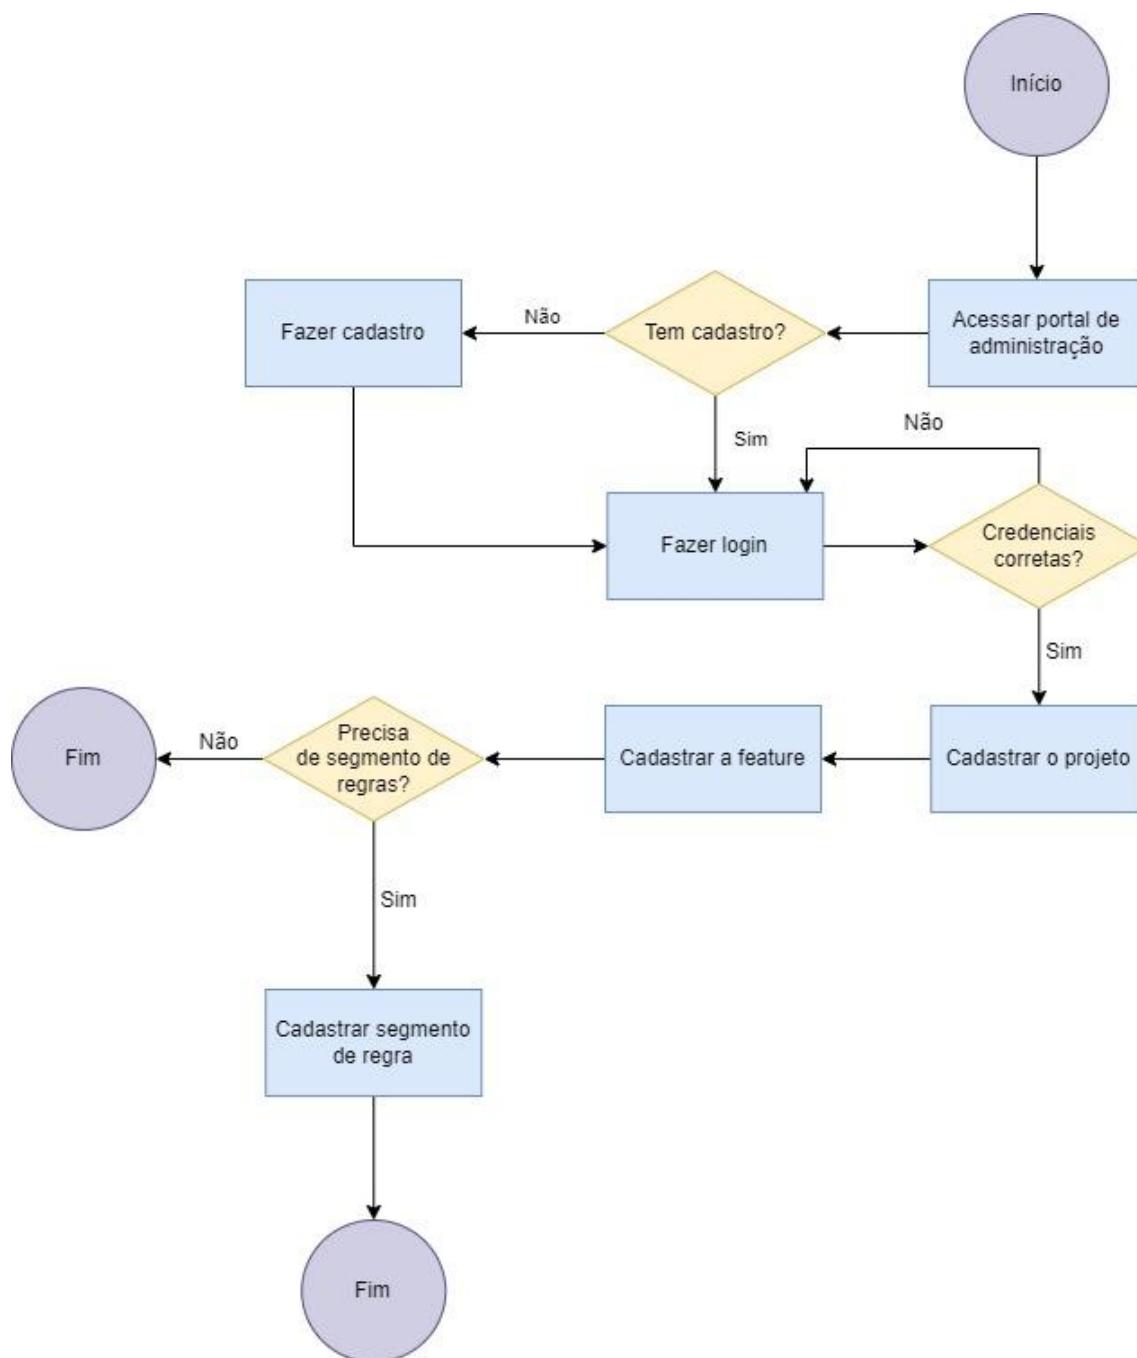 Início
Acessar portal de
administração
Tem cadastro?
Não
Fazer cadastro
Sim
Não
Fazer login
Credenciais
corretas?
Sim
Cadastrar o projeto
Cadastrar a feature
Precisa
de segmento de
regras?
Não
Fim
Sim
Cadastrar segmento
de regra
Fim